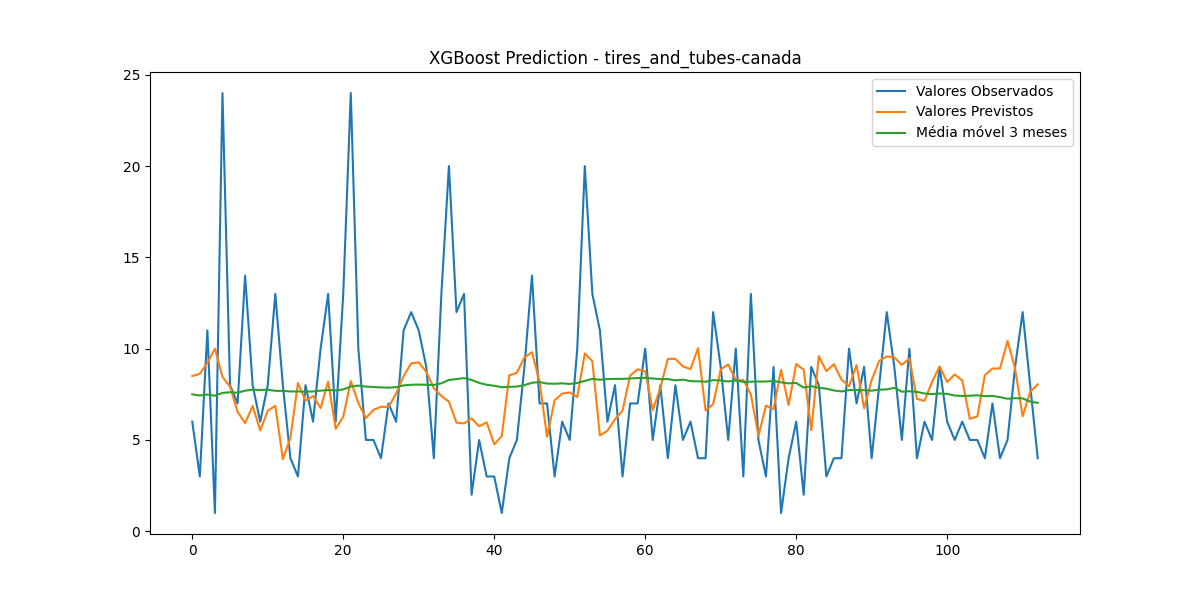 XGBoost Prediction - tires_and_tubes-canada
25
20
15
10
5
0
Valores Observados
Valores Previstos
Média móvel 3 meses
0 20 40 60 80 100